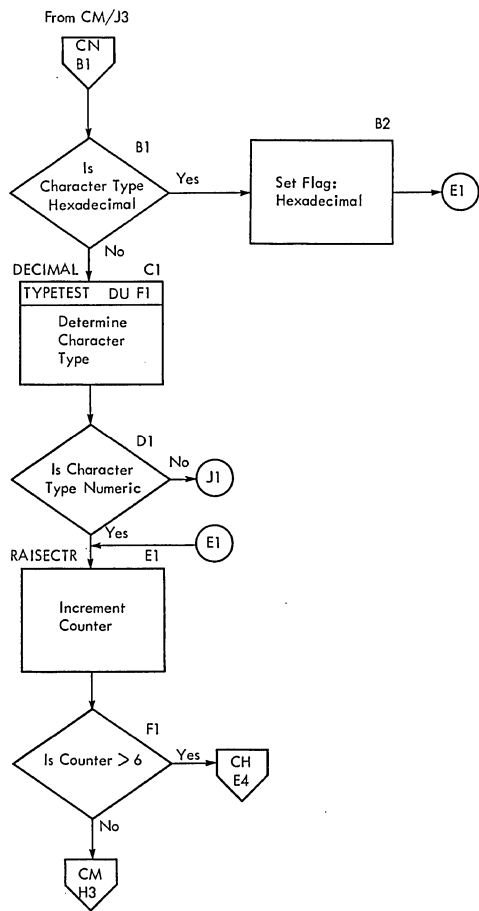 From CM/J3
CN
B1
B1
Is
Character Type
Hexadecimal
Yes
No
B2
Set Flag:
Hexadecimal
E1
DECIMAL C1
TYPETEST DU F1
Determine
Character
Type
D1
Is Character
Type Numeric
No
J1
Yes
E1
RAISECTR E1
Increment
Counter
F1
Is Counter > 6
Yes
CH
E4
No
CM
H3